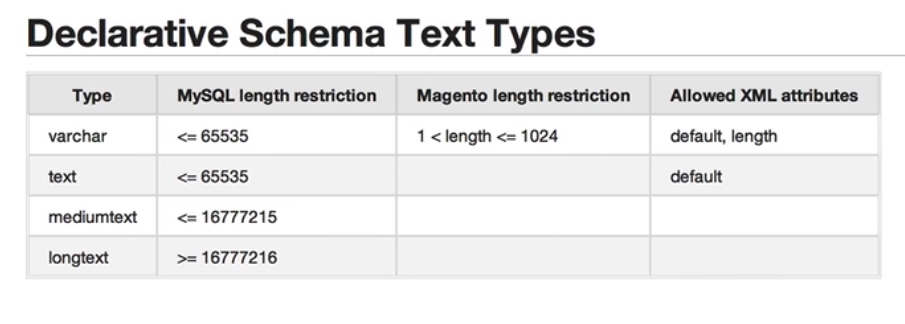 Declarative Schema Text Types
Type MySQL length restriction Magento length restriction Allowed XML attributes
varchar <= 65535 1 < length <= 1024 default, length
text <= 65535 default
mediumtext <= 16777215
longtext >= 16777216